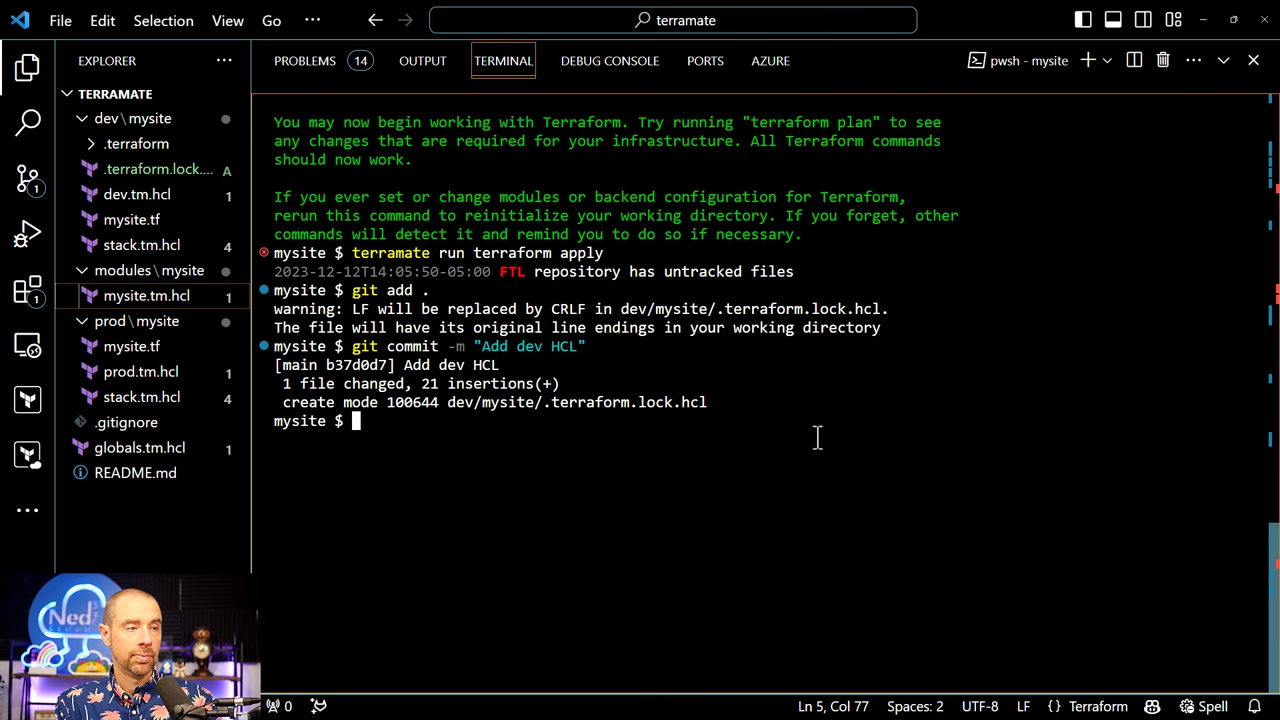 File Edit Selection View Go ··· terramate
EXPLORER ···
TERRAMATE
dev\mysite
.terraform
.terraform.lock.... A
dev.tm.hcl 1
mysite.tf
stack.tm.hcl 4
modules\mysite
mysite.tm.hcl 1
prod\mysite
mysite.tf
prod.tm.hcl 1
stack.tm.hcl 4
.gitignore
globals.tm.hcl 1
README.md
1
1
PROBLEMS 14 OUTPUT TERMINAL DEBUG CONSOLE PORTS AZURE pwsh - mysite
You may now begin working with Terraform. Try running "terraform plan" to see
any changes that are required for your infrastructure. All Terraform commands
should now work.
If you ever set or change modules or backend configuration for Terraform,
rerun this command to reinitialize your working directory. If you forget, other
commands will detect it and remind you to do so if necessary.
mysite $ terramate run terraform apply
2023-12-12T14:05:50-05:00 FTL repository has untracked files
mysite $ git add .
warning: LF will be replaced by CRLF in dev/mysite/.terraform.lock.hcl.
The file will have its original line endings in your working directory
mysite $ git commit -m "Add dev HCL"
[main b37d0d7] Add dev HCL
1 file changed, 21 insertions(+)
create mode 100644 dev/mysite/.terraform.lock.hcl
mysite $
Ned
0 Ln 5, Col 77 Spaces: 2 UTF-8 LF {} Terraform Spell